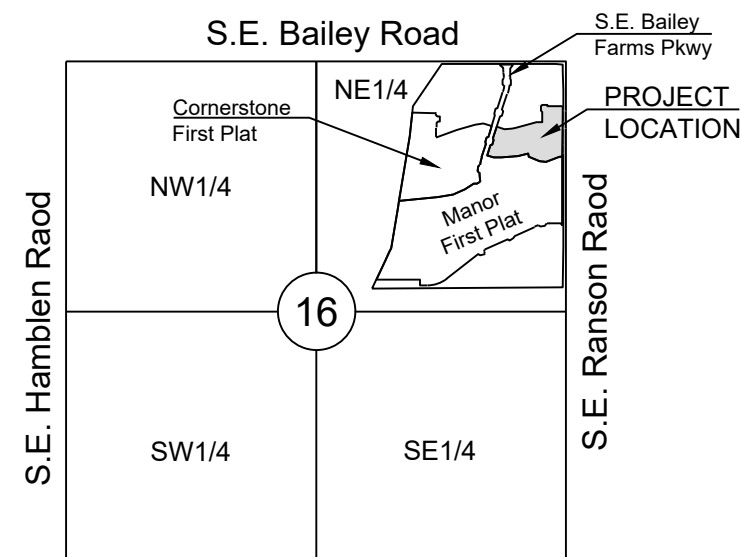 S.E. Bailey Road
S.E. Bailey
Farms Pkwy
NE1/4
PROJECT
LOCATION
Cornerstone
First Plat
NW1/4
Manor
First Plat
S.E. Hamblen Raod
S.E. Ranson Raod
16
SW1/4
SE1/4